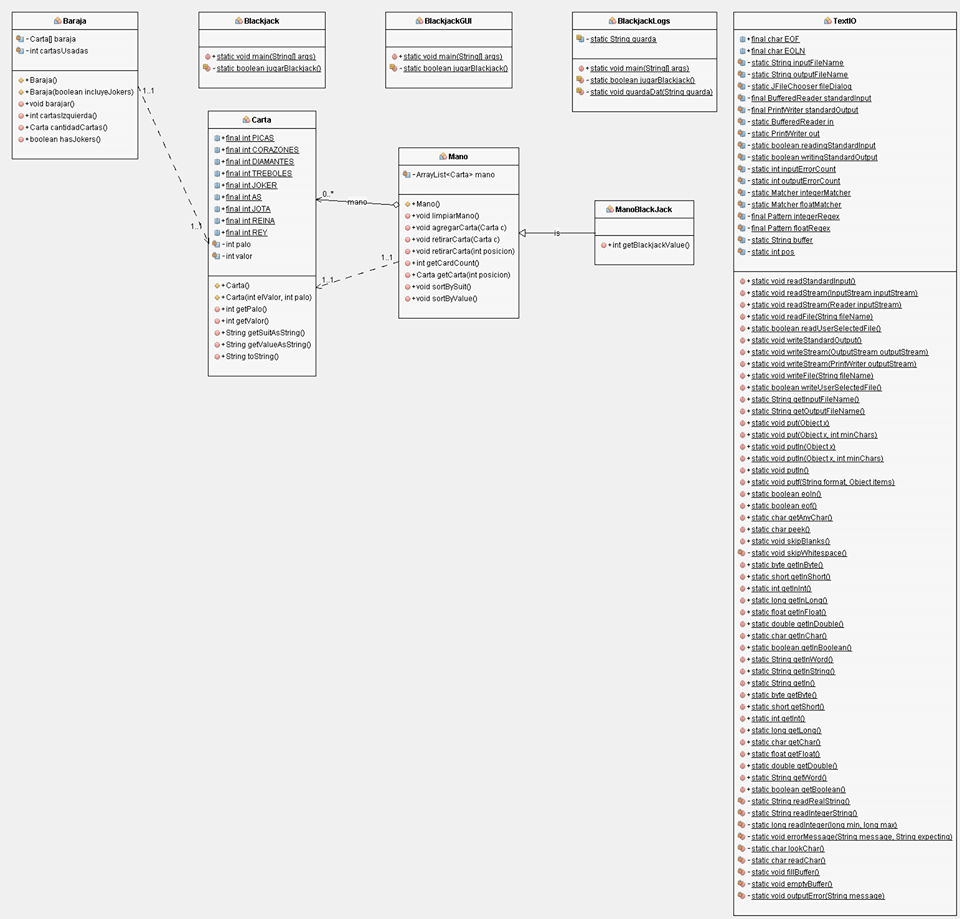 Baraja
-Carta[] baraja
-int cartasUsadas
+Baraja()
+Baraja(boolean incluyeJokers)
+void barajar()
+int cartasIzquierda()
+Carta cantidadCartas()
+boolean hasJokers()
1..1
1..1
Blackjack
+static void main(String[] args)
-static boolean jugarBlackjack()
BlackjackGUI
+static void main(String[] args)
-static boolean jugarBlackjack()
BlackjackLogs
-static String guarda
+static void main(String[] args)
-static boolean jugarBlackjack()
-static void guardaDat(String guarda)
Carta
+final int PICAS
+final int CORAZONES
+final int DIAMANTES
+final int TREBOLES
+final int JOKER
+final int AS
+final int JOTA
+final int REINA
+final int REY
-int palo
-int valor
+Carta()
+Carta(int elValor, int palo)
+int getPalo()
+int getValor()
+String getSuitAsString()
+String getValueAsString()
+String toString()
0..*
mano
1..1
1..1
Mano
-ArrayList<Carta> mano
+Mano()
+void limpiarMano()
+void agregarCarta(Carta c)
+void retirarCarta(Carta c)
+void retirarCarta(int posicion)
+int getCardCount()
+Carta getCarta(int posicion)
+void sortBySuit()
+void sortByValue()
is
ManoBlackJack
+int getBlackjackValue()
TextIO
+final char EOF
+final char EOLN
-static String inputFileName
-static String outputFileName
-static JFileChooser fileDialog
-final BufferedReader standardInput
-final PrintWriter standardOutput
-static BufferedReader in
-static PrintWriter out
-static boolean readingStandardInput
-static boolean writingStandardOutput
-static int inputErrorCount
-static int outputErrorCount
-static Matcher integerMatcher
-static Matcher floatMatcher
-final Pattern integerRegex
-final Pattern floatRegex
-static String buffer
-static int pos
+static void readStandardInput()
+static void readStream(InputStream inputStream)
+static void readStream(Reader inputStream)
+static void readFile(String fileName)
+static boolean readUserSelectedFile()
+static void writeStandardOutput()
+static void writeStream(OutputStream outputStream)
+static void writeStream(PrintWriter outputStream)
+static void writeFile(String fileName)
+static boolean writeUserSelectedFile()
+static String getInputFileName()
+static String getOutputFileName()
+static void put(Object x)
+static void put(Object x, int minChars)
+static void putln(Object x)
+static void putln(Object x, int minChars)
+static void putln()
+static void putf(String format, Object items)
+static boolean eoln()
+static boolean eof()
+static char getAnyChar()
+static char peek()
+static void skipBlanks()
-static void skipWhitespace()
+static byte getlnByte()
+static short getlnShort()
+static int getlnInt()
+static long getlnLong()
+static float getlnFloat()
+static double getlnDouble()
+static char getlnChar()
+static boolean getlnBoolean()
+static String getlnWord()
+static String getlnString()
+static String getln()
+static byte getByte()
+static short getShort()
+static int getInt()
+static long getLong()
+static char getChar()
+static float getFloat()
+static double getDouble()
+static String getWord()
+static boolean getBoolean()
-static String readRealString()
-static String readIntegerString()
-static long readInteger(long min, long max)
-static void errorMessage(String message, String expecting)
-static char lookChar()
-static char readChar()
-static void fillBuffer()
-static void emptyBuffer()
-static void outputError(String message)